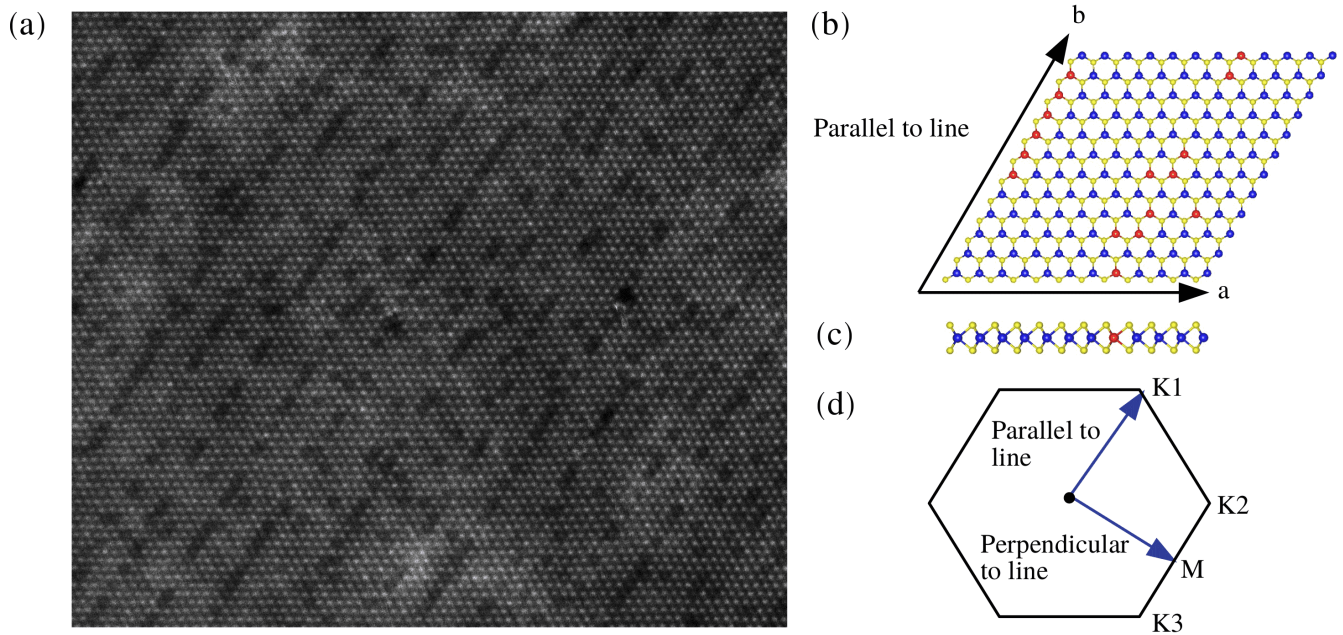 (a)
(b)
b
Parallel to line
a
(c)
(d)
K1
Parallel to
line
K2
Perpendicular
to line
M
K3